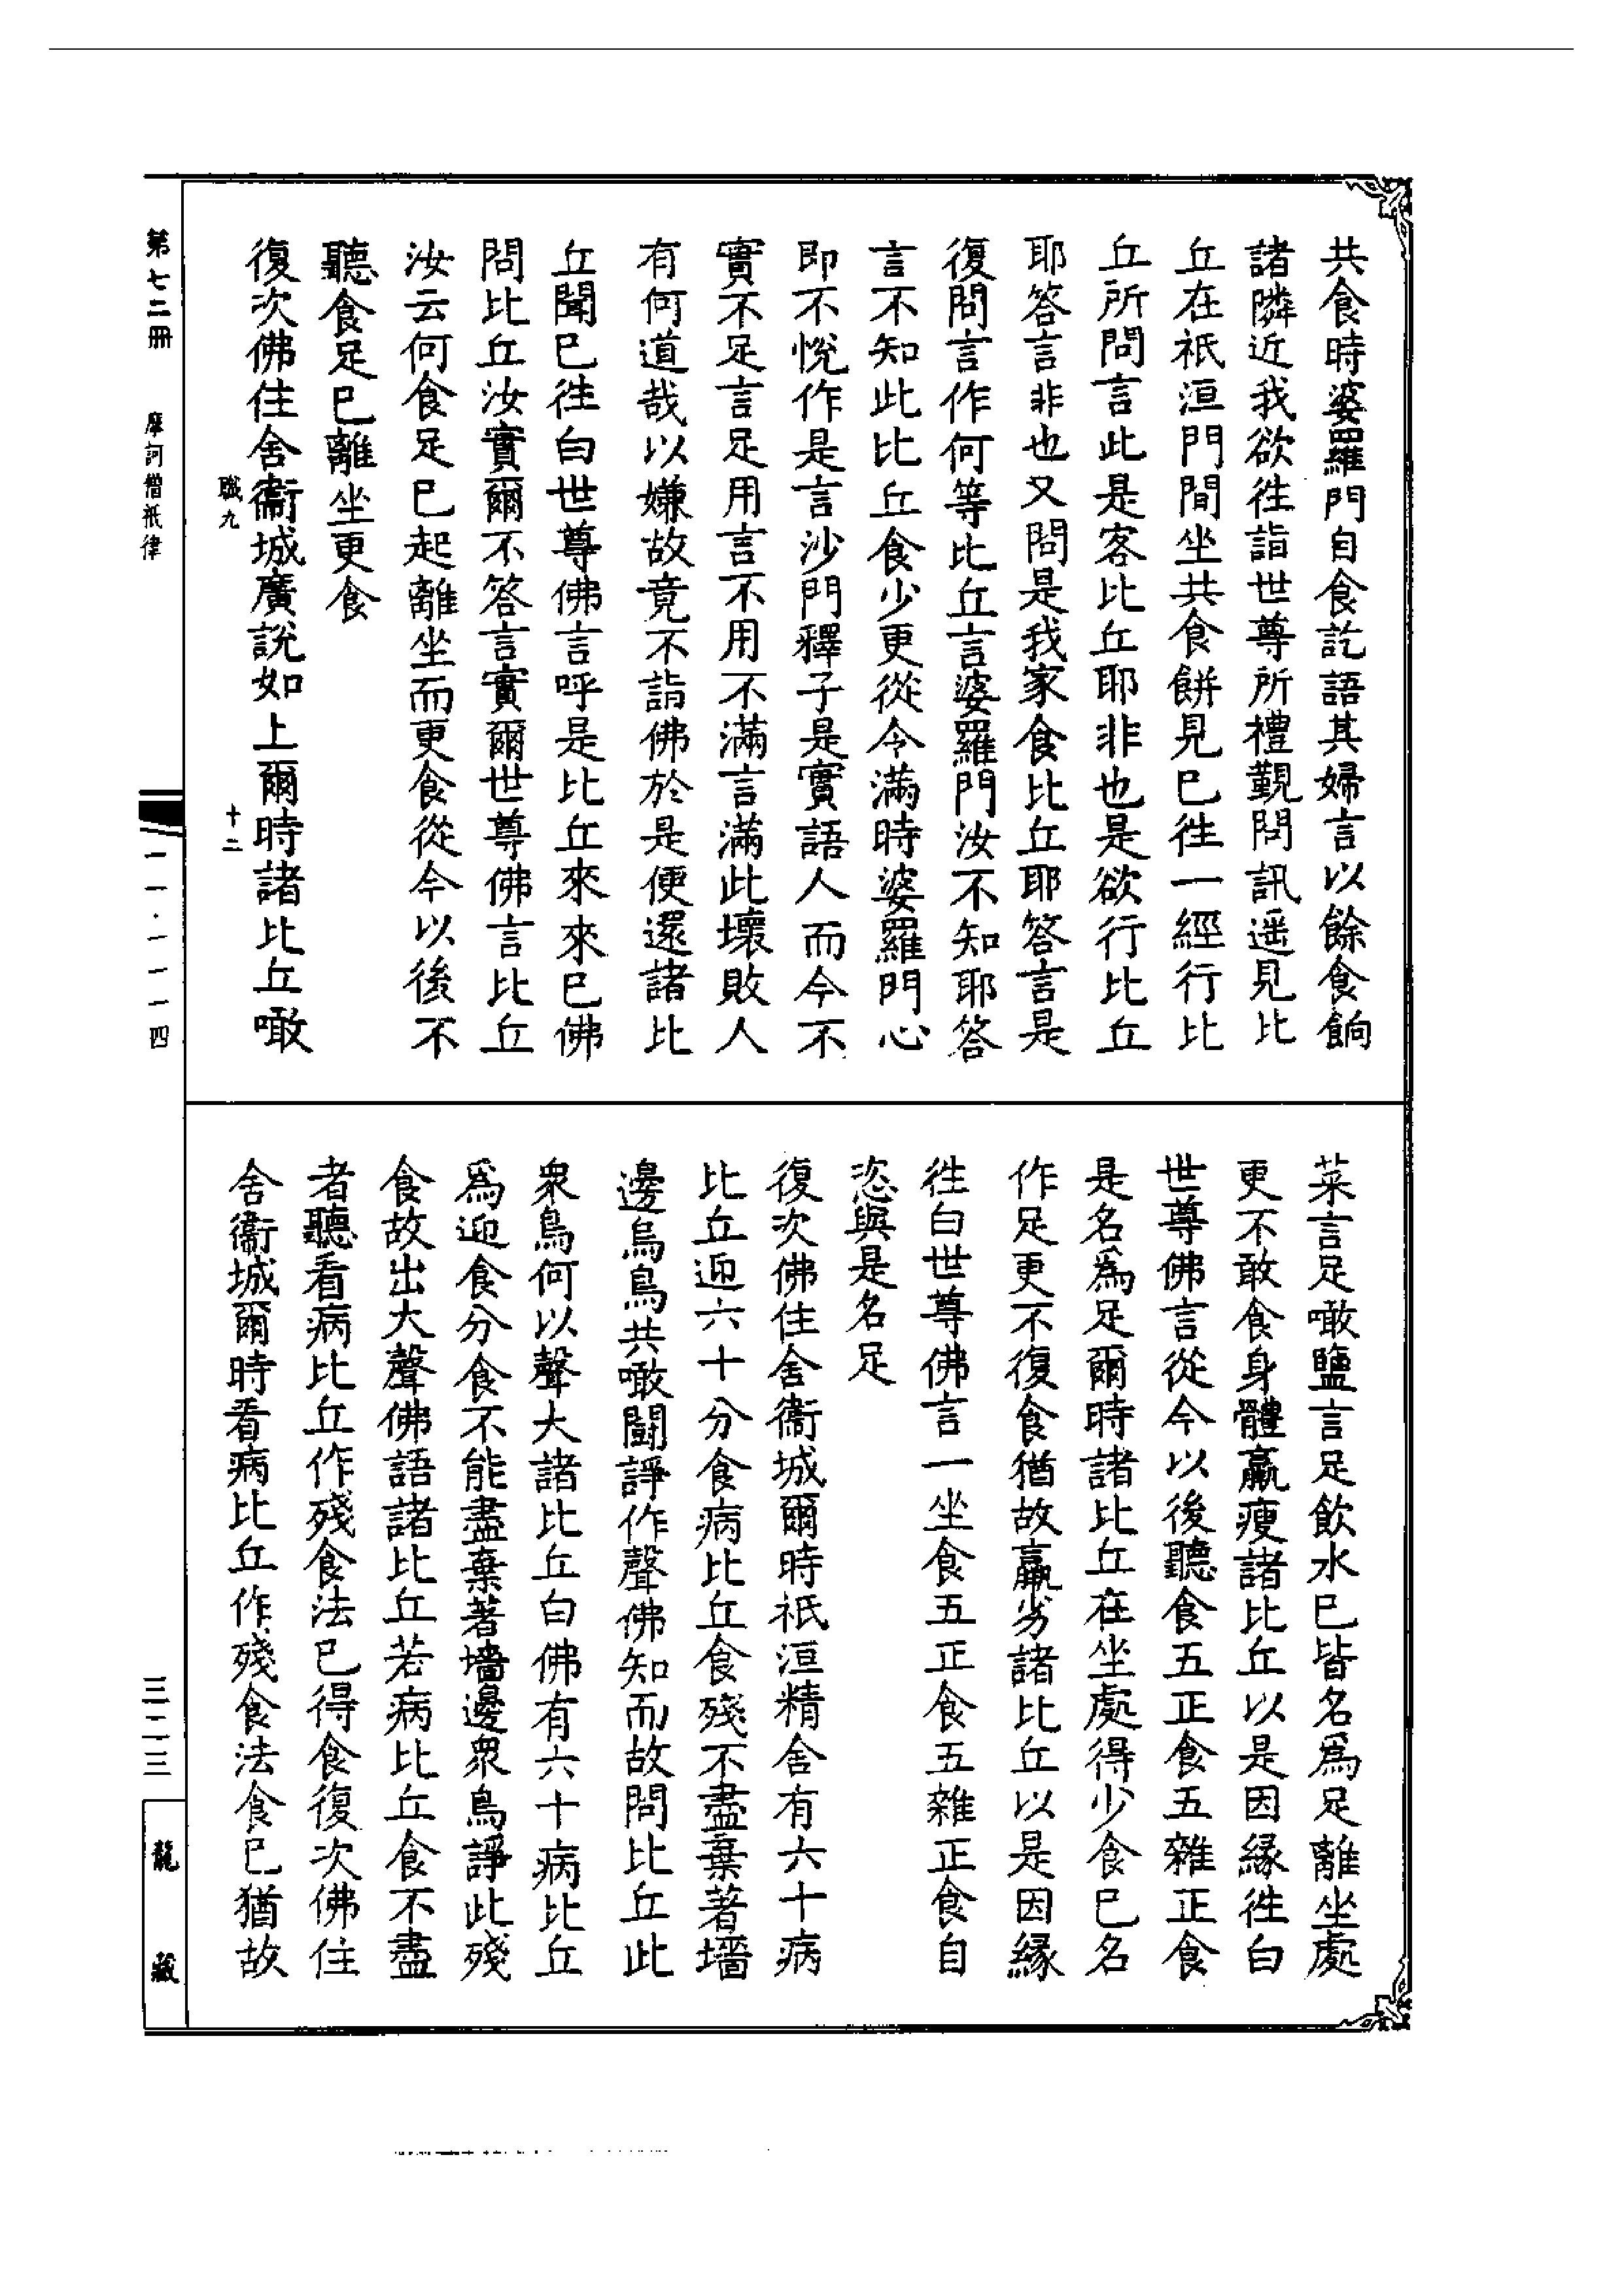 共食時婆羅門自食訖語其婦言以餘食餉
諸隣近我欲往詣世尊所禮覲問訊遥見比
丘在祇洹門間坐共食餅見巳往一經行比
丘所問言此是客比丘耶非也是欲行比丘
耶答言非也又問是我家食比丘耶答言是
復問言作何等比丘言婆羅門汝不知耶答
言不知此比丘食少更從令滿時婆羅門心
即不悅作是言沙門釋子是實語人而今不
實不足言足用言不用不滿言滿此壞敗人
有何道哉以嫌故竟不詣佛於是便還諸比
丘聞巳往白世尊佛言呼是比丘來來巳佛
問比丘汝實爾不答言實爾世尊佛言比丘
汝云何食足巳起離坐而更食從今以後不
聽食足巳離坐更食
復次佛住舍衞城廣說如上爾時諸比丘噉
職九
十二
菜言足噉鹽言足飲水巳皆名爲足離坐處
更不敢食身體羸瘦諸比丘以是因縁往白
世尊佛言從今以後聽食五正食五雜正食
是名爲足爾時諸比丘在坐處得少食巳名
作足更不復食猶故羸劣諸比丘以是因縁
往白世尊佛言一坐食五正食五雜正食自
恣與是名足
復次佛住舍衞城爾時祇洹精舍有六十病
比丘迎六十分食病比丘食殘不盡棄著墻
邊烏鳥共噉鬪諍作聲佛知而故問比丘此
衆鳥何以聲大諸比丘白佛有六十病比丘
爲迎食分食不能盡棄著墻邊衆鳥諍此殘
食故出大聲佛語諸比丘若病比丘食不盡
者聽看病比丘作殘食法巳得食復次佛住
舍衞城爾時看病比丘作殘食法食巳猶故
第七二冊
摩訶僧祇律
一一·一一一四
三二三
龍藏